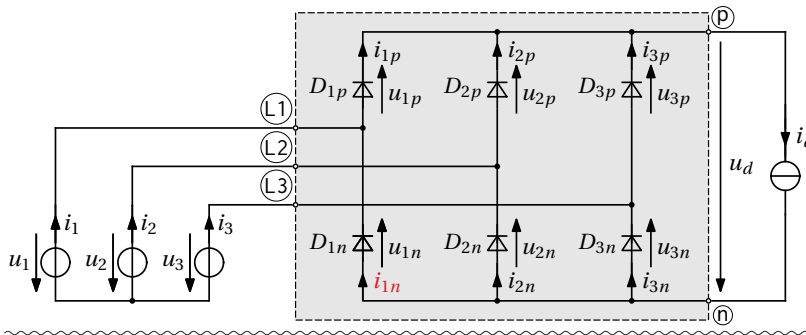 p
i1p i2p i3p
D1p u1p D2p u2p D3p u3p
L1
L2
L3
ud
i1 i2 i3
u1 u2 u3
D1n u1n D2n u2n D3n u3n
i1n i2n i3n
n